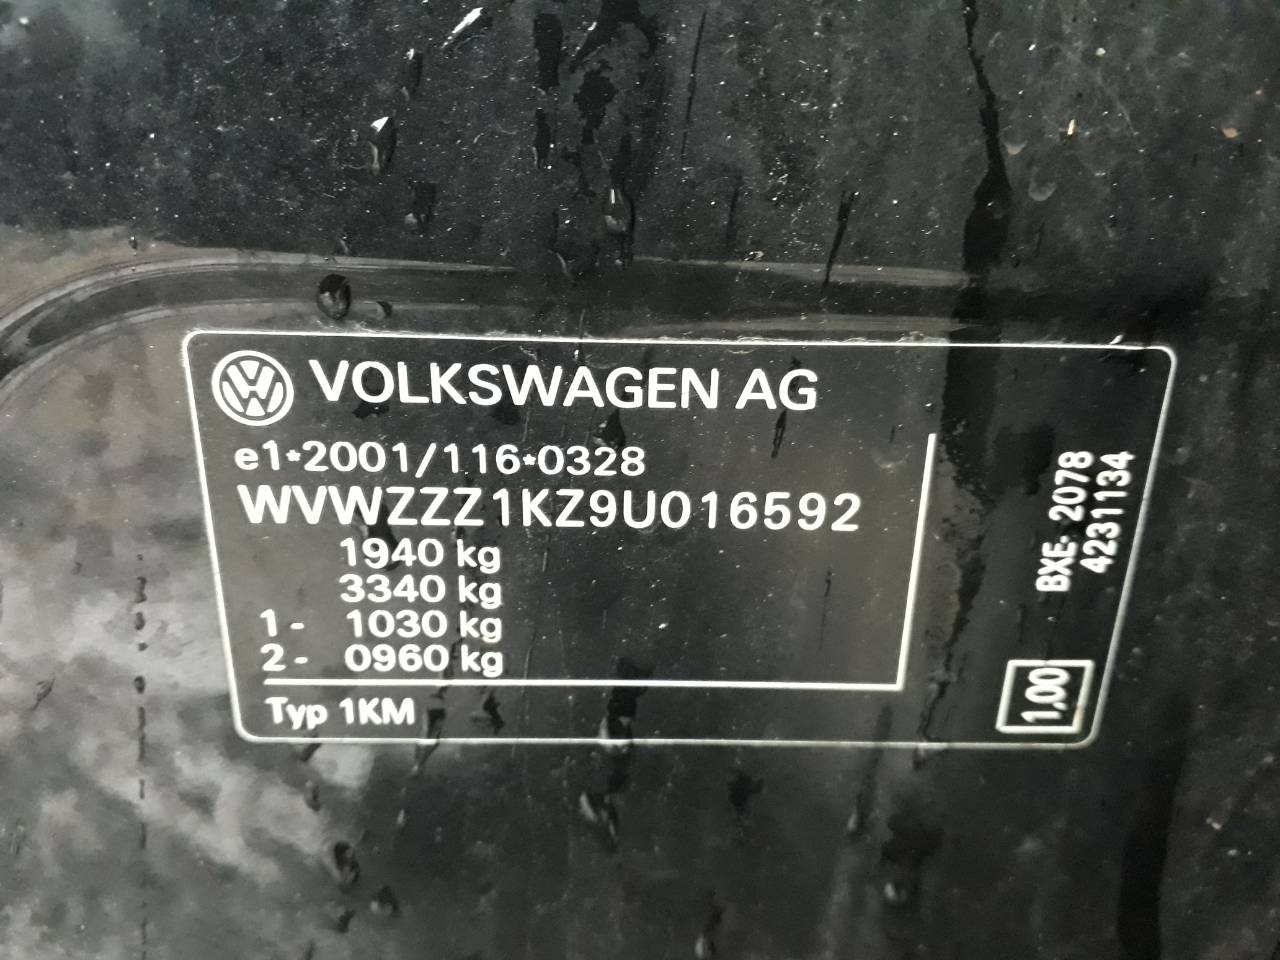 VOLKSWAGEN AG
e1*2001/116*0328
WVWZZZ1KZ9U016592
1940 kg
3340 kg
1 - 1030 kg
2 - 0960 kg
Typ 1KM
BXE- 2078
4231134
1,00